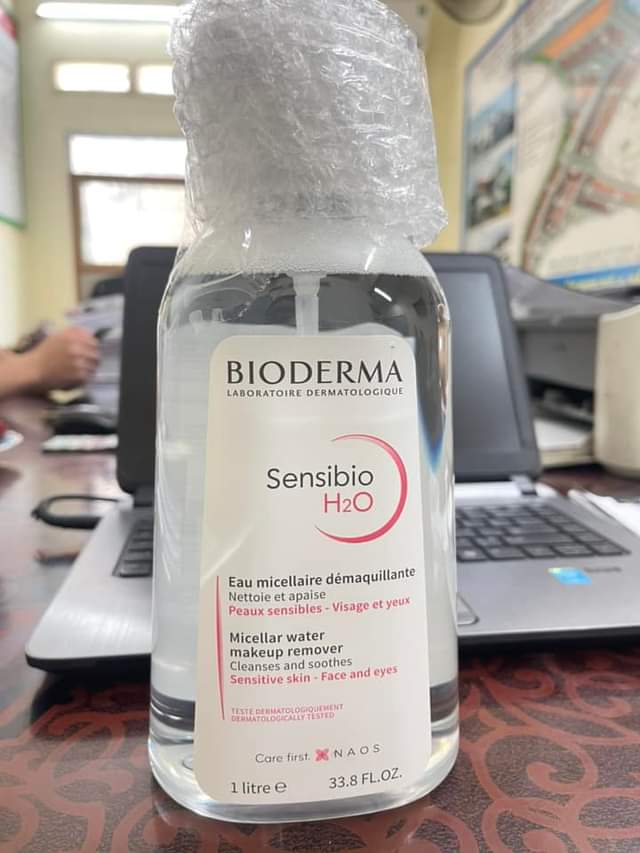 BIODERMA
LABORATOIRE DERMATOLOGIQUE
Sensibio
H2O
Eau micellaire démaquillante
Nettoie et apaise
Peaux sensibles - Visage et yeux
Micellar water
makeup remover
Cleanses and soothes
Sensitive skin - Face and eyes
TESTÉ DERMATOLOGIQUEMENT
DERMATOLOGICALLY TESTED
Care first. NAOS
1 litre e 33.8 FL.OZ.